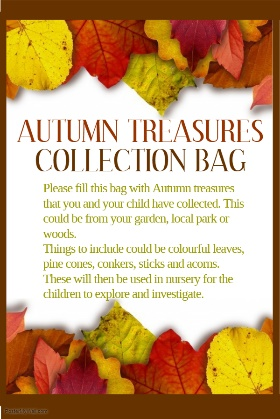 AUTUMN TREASURES
COLLECTION BAG
Please fill this bag with Autumn treasures
that you and your child have collected. This
could be from your garden, local park or
woods.
Things to include could be colourful leaves,
pine cones, conkers, sticks and acorns.
These will then be used in nursery for the
children to explore and investigate.